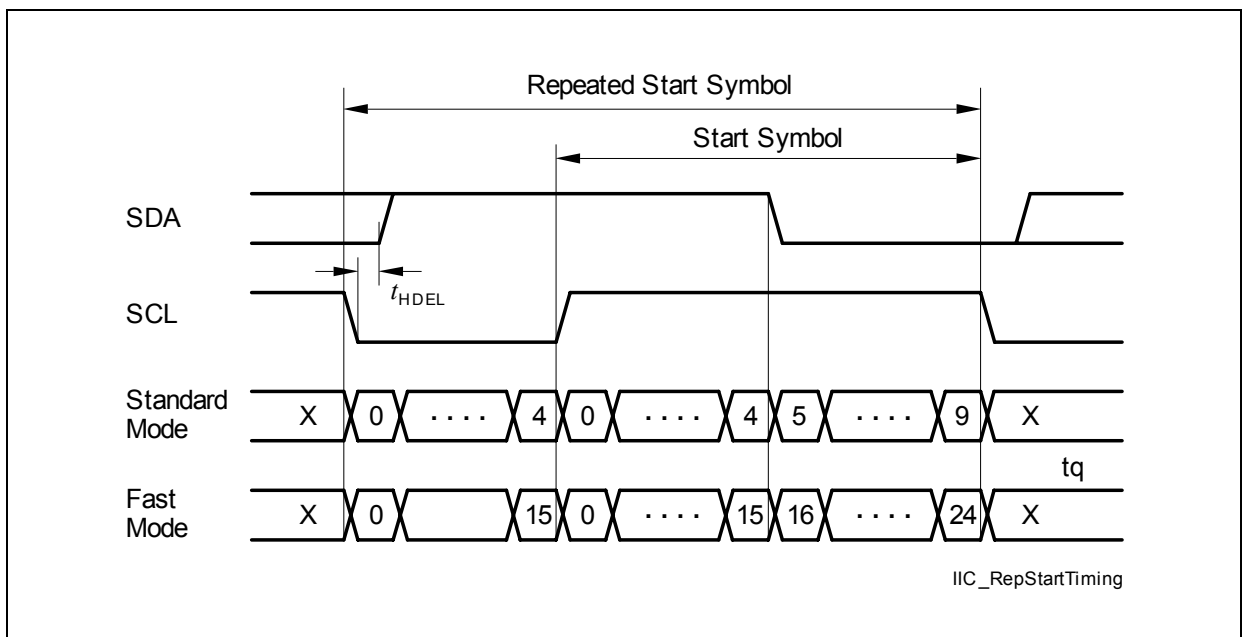 Repeated Start Symbol
Start Symbol
SDA
tHDEL
SCL
Standard
Mode
X 0 . . . . 4 0 . . . . 4 5 . . . . 9 X
tq
Fast
Mode
X 0 15 0 . . . . 15 16 . . . . 24 X
IIC_RepStartTiming